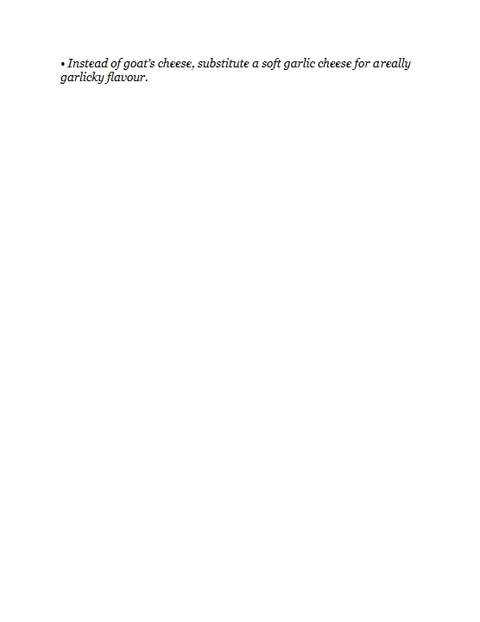 • Instead of goat's cheese, substitute a soft garlic cheese for a really
garlicky flavour.